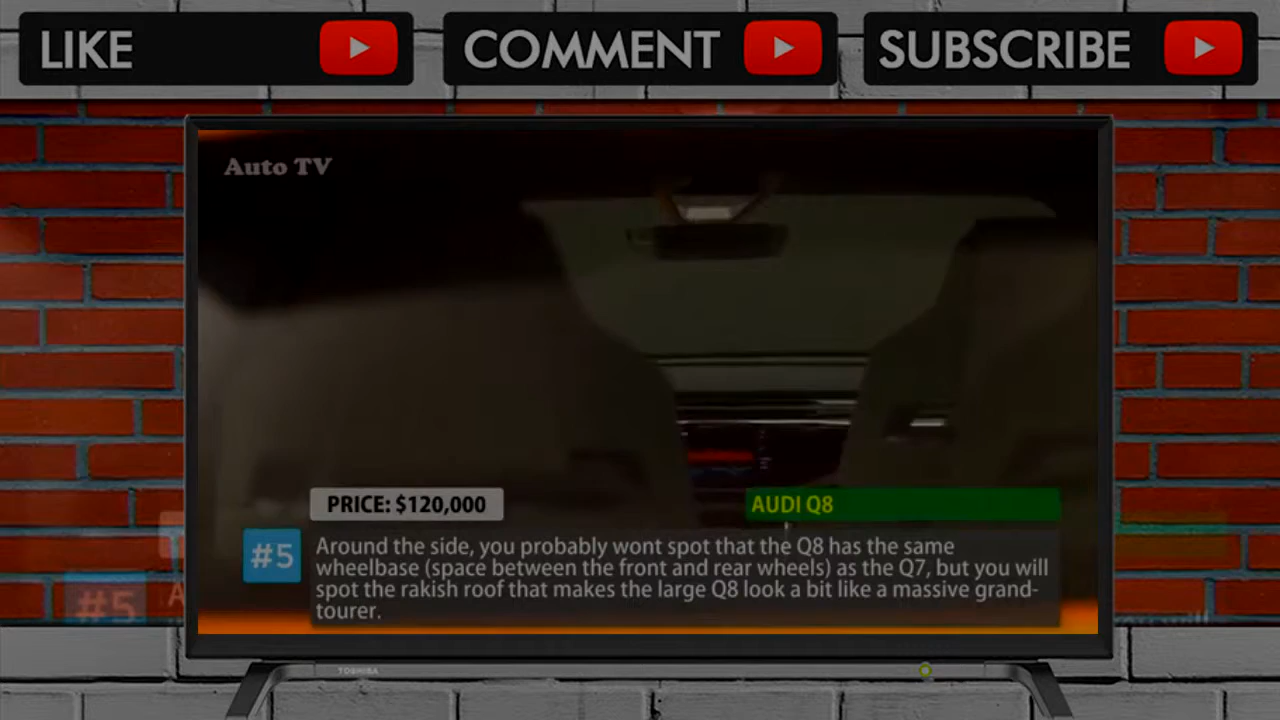 LIKE
COMMENT
SUBSCRIBE
Auto TV
PRICE: $120,000
AUDI Q8
#5
Around the side, you probably wont spot that the Q8 has the same
wheelbase (space between the front and rear wheels) as the Q7, but you will
spot the rakish roof that makes the large Q8 look a bit like a massive grand-
tourer.
#5
TOSHIBA